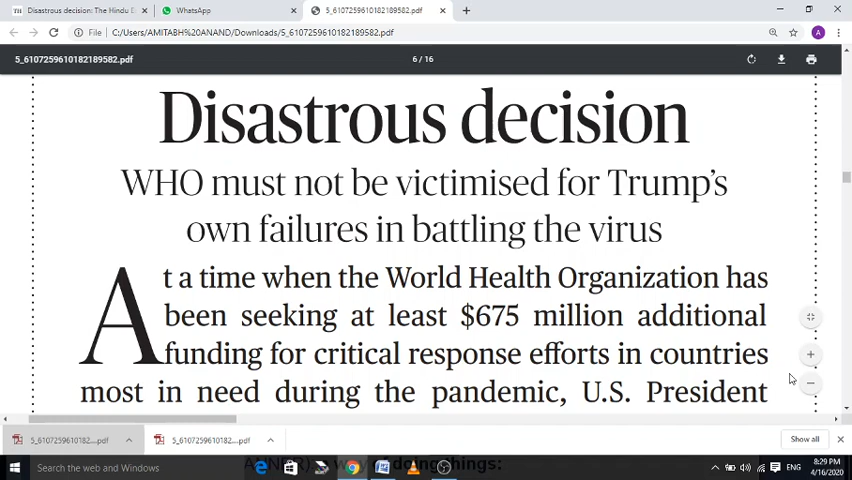 Disastrous decision: The Hindu E
WhatsApp
5_6107259610182189582.pdf
File | C:/Users/AMITABH%20ANAND/Downloads/5_6107259610182189582.pdf
A
5_6107259610182189582.pdf
6 / 16
Disastrous decision
WHO must not be victimised for Trump's
own failures in battling the virus
At a time when the World Health Organization has
been seeking at least $675 million additional
funding for critical response efforts in countries
most in need during the pandemic, U.S. President
5_610725961018....pdf
5_610725961018....pdf
Show all
Search the web and Windows
doing things:
ENG
8:29 PM
4/16/2020